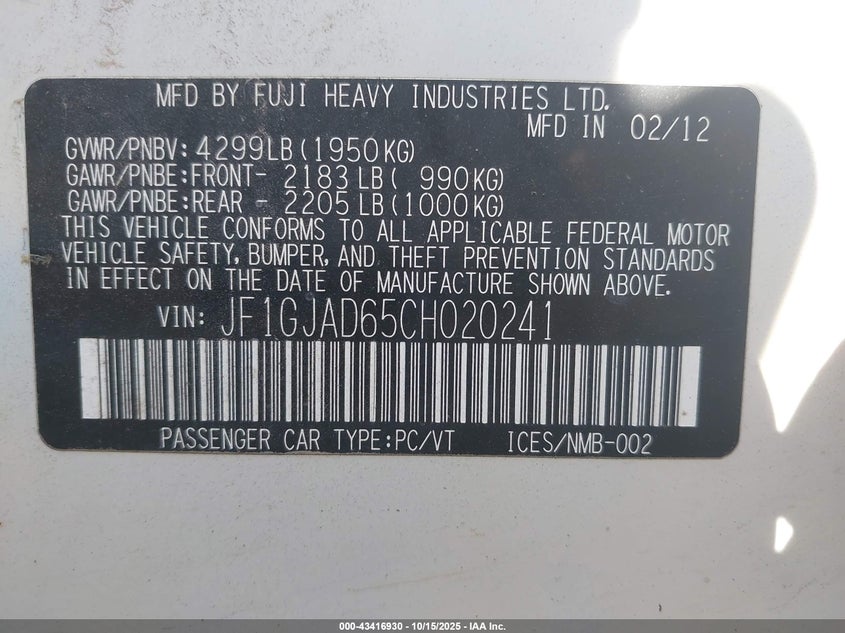 MFD BY FUJI HEAVY INDUSTRIES LTD.
MFD IN 02/12
GVWR/PNBV: 4299LB(1950KG)
GAWR/PNBE:FRONT- 2183LB( 990KG)
GAWR/PNBE:REAR - 2205LB(1000KG)
THIS VEHICLE CONFORMS TO ALL APPLICABLE FEDERAL MOTOR
VEHICLE SAFETY, BUMPER, AND THEFT PREVENTION STANDARDS
IN EFFECT ON THE DATE OF MANUFACTURE SHOWN ABOVE.
VIN: JF1GJAD65CH020241
PASSENGER CAR TYPE:PC/VT ICES/NMB-002
000-43416930 - 10/15/2025 - IAA Inc.